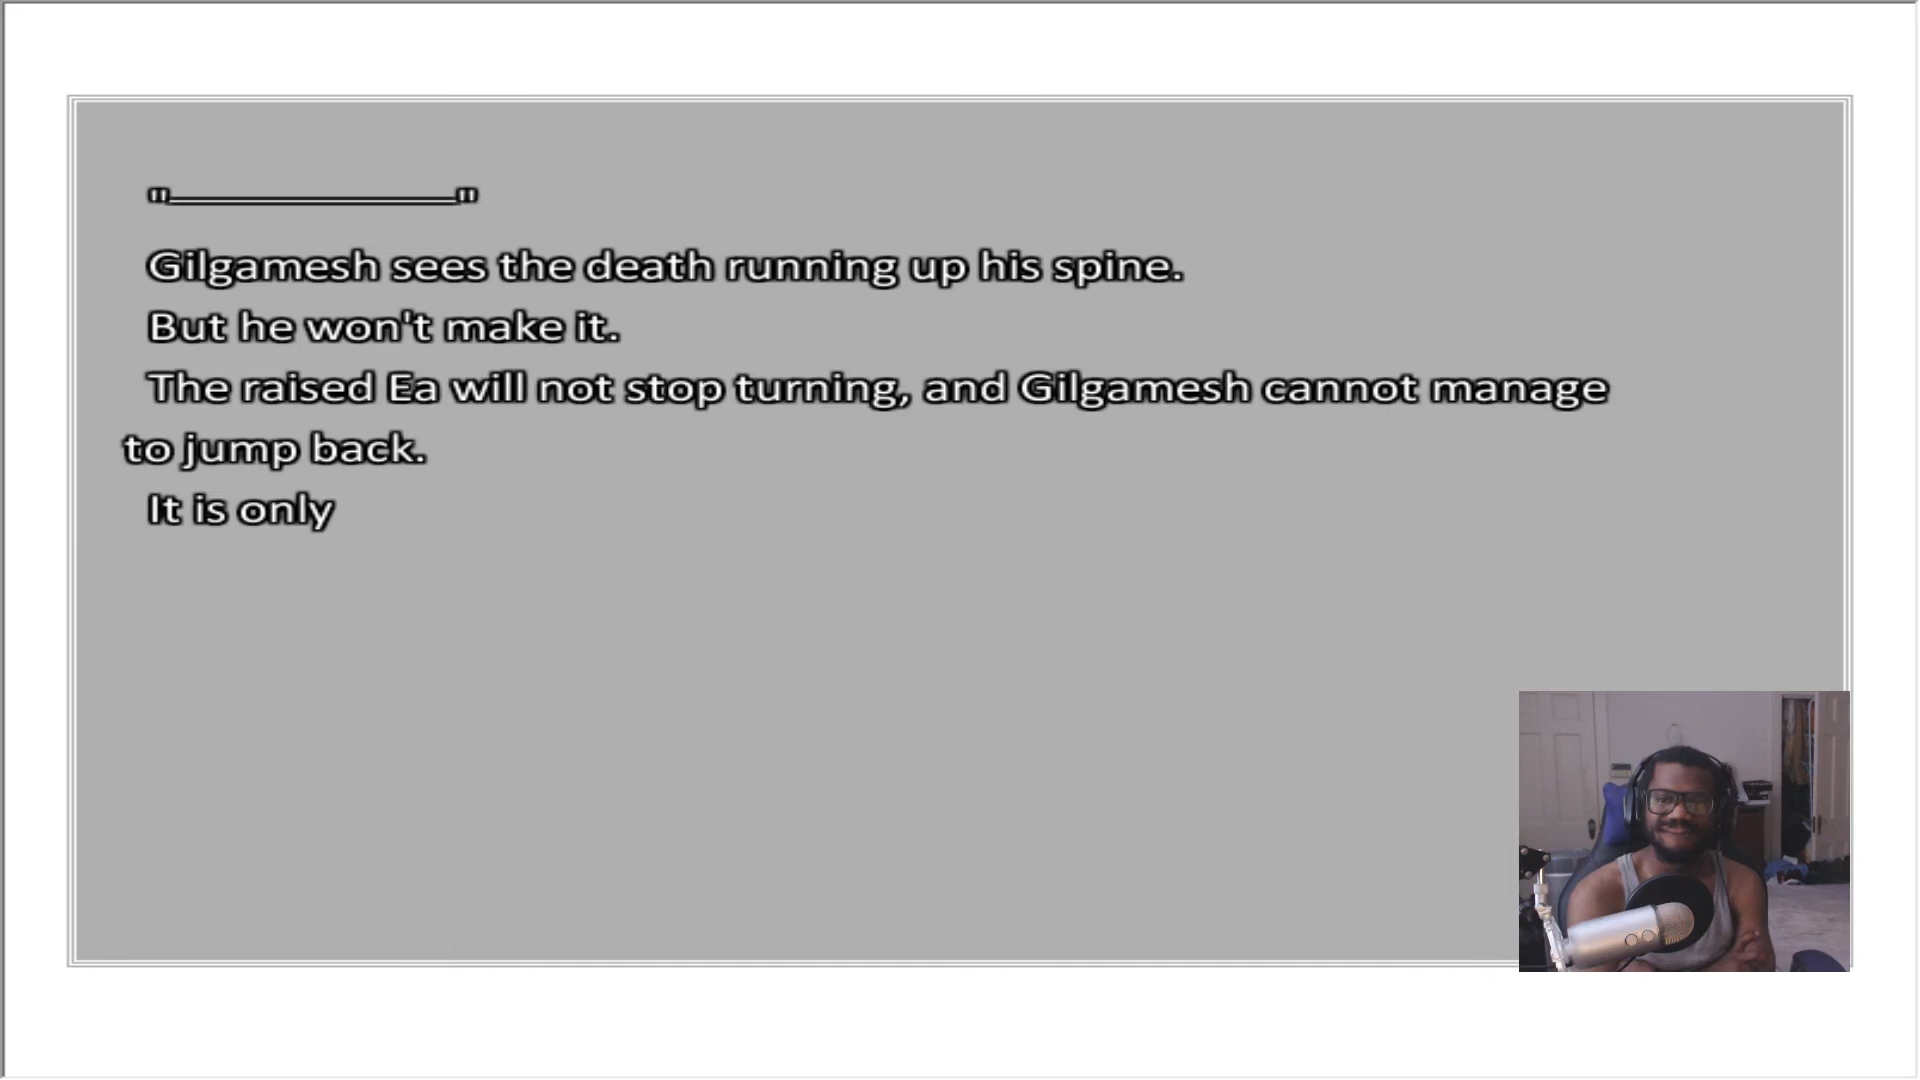 "――――――――――――"
Gilgamesh sees the death running up his spine.
But he won't make it.
The raised Ea will not stop turning, and Gilgamesh cannot manage
to jump back.
It is only